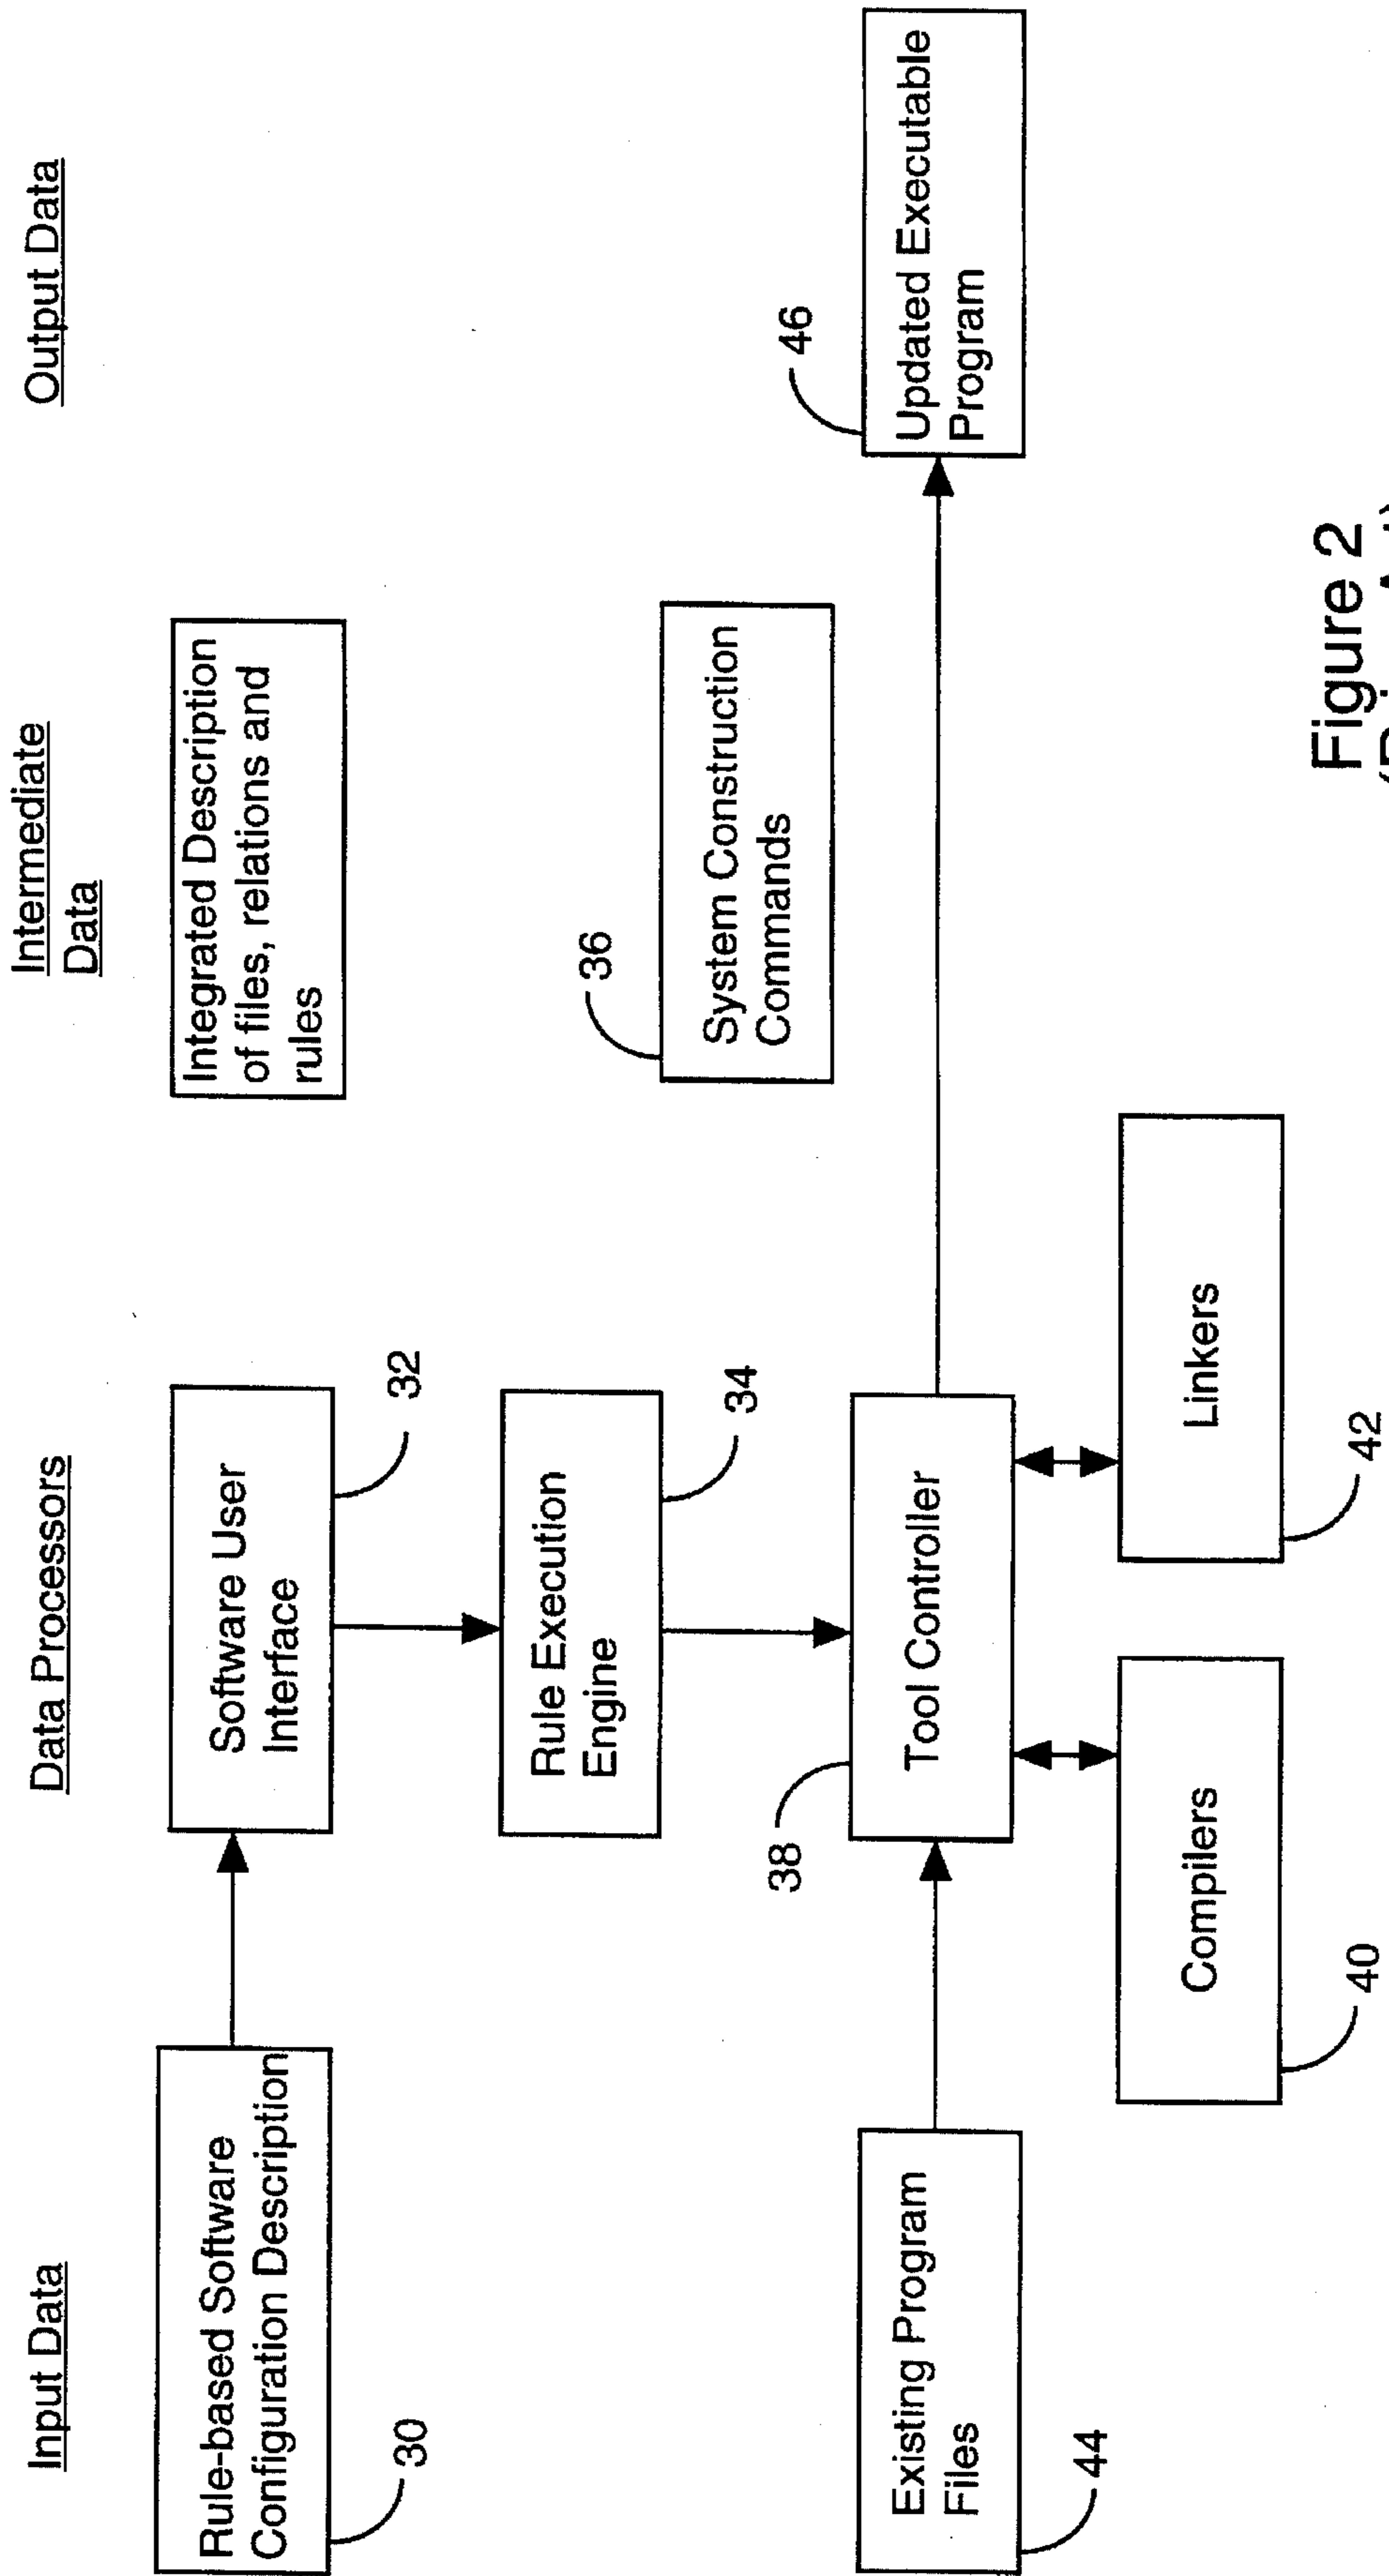 Input Data
Data Processors
Intermediate
Data
Output Data
Rule-based Software
Configuration Description
30
Software User
Interface
32
Integrated Description
of files, relations and
rules
Rule Execution
Engine
34
36
System Construction
Commands
Existing Program
Files
44
38
Tool Controller
46
Updated Executable
Program
Compilers
40
Linkers
42
Figure 2